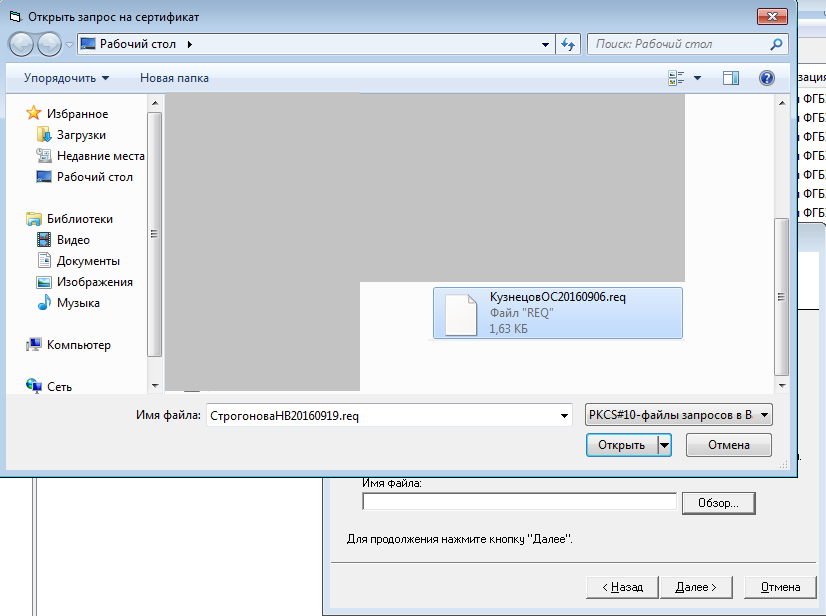 Открыть запрос на сертификат
Рабочий стол
Поиск: Рабочий стол
Упорядочить
Новая папка
Избранное
Загрузки
Недавние места
Рабочий стол
Библиотеки
Видео
Документы
Изображения
Музыка
Компьютер
Сеть
КузнецовОС20160906.req
Файл "REQ"
1,63 КБ
Имя файла:
СтрогоноваНВ20160919.req
PKCS#10-файлы запросов в В
Открыть
Отмена
зация
ФГБ
ФГБ
ФГБ
ФГБ
ФГБ
ФГБ
ФГБ
Имя файла:
Обзор...
Для продолжения нажмите кнопку "Далее".
< Назад
Далее >
Отмена